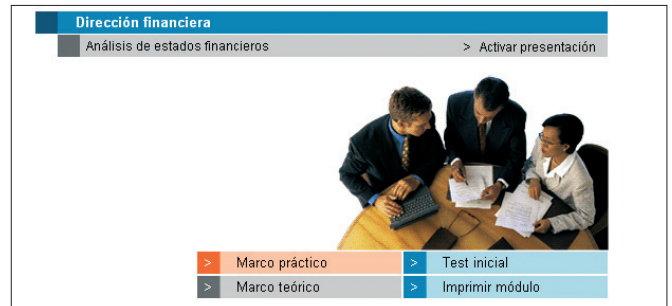 Dirección financiera
Análisis de estados financieros > Activar presentación
> Marco práctico > Test inicial
> Marco teórico > Imprimir módulo